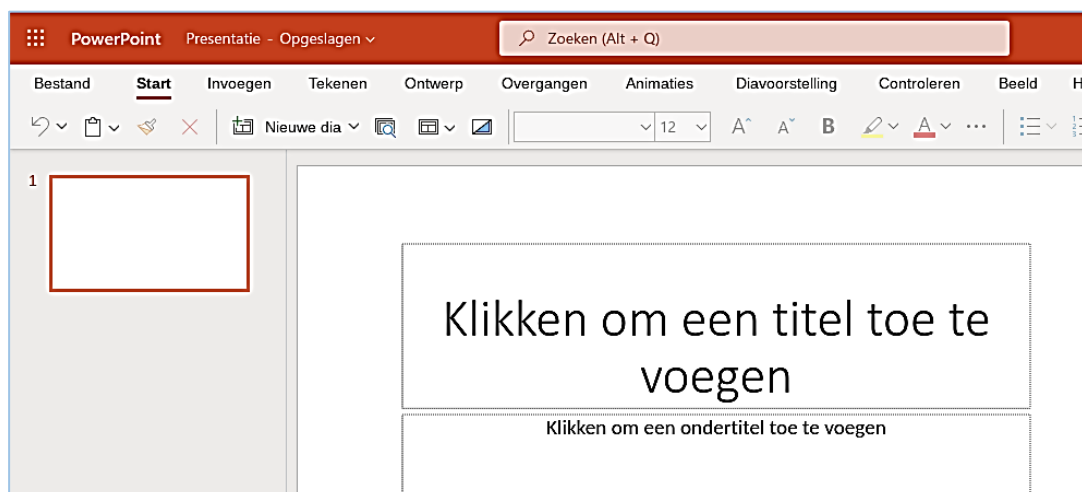 PowerPoint Presentatie - Opgeslagen Zoeken (Alt + Q)
Bestand Start Invoegen Tekenen Ontwerp Overgangen Animaties Diavoorstelling Controleren Beeld H
Nieuwe dia 12 A A B A
1
Klikken om een titel toe te
voegen
Klikken om een ondertitel toe te voegen